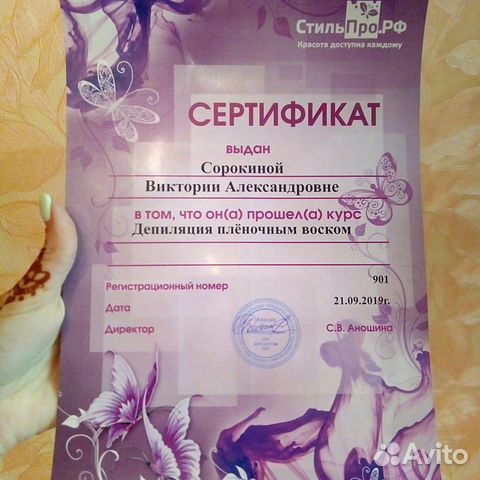 СтильПро.РФ
Красота доступна каждому
СЕРТИФИКАТ
выдан
Сорокиной
Виктории Александровне
в том, что он(а) прошел(а) курс
Депиляция плёночным воском
Регистрационный номер 901
Дата 21.09.2019г.
Директор С.В. Аношина
Avito